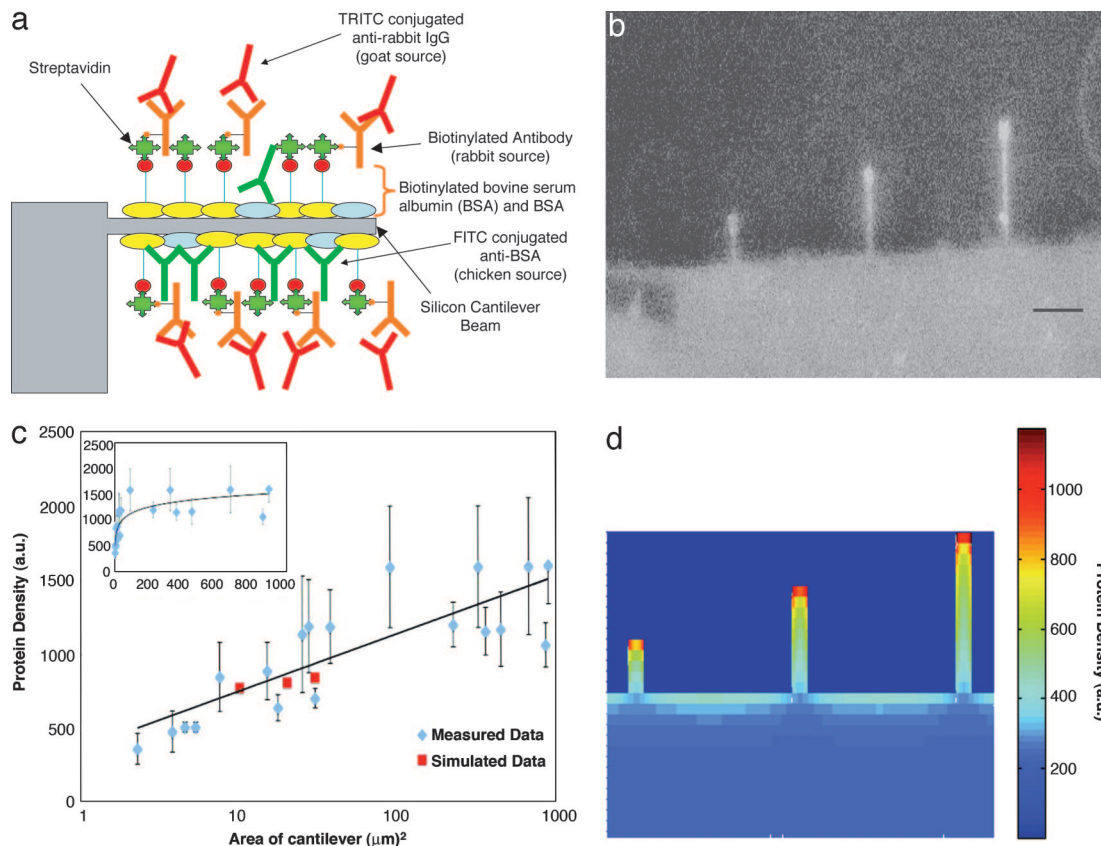 a
TRITC conjugated
anti-rabbit IgG
(goat source)
Streptavidin
Biotinylated Antibody
(rabbit source)
Biotinylated bovine serum
albumin (BSA) and BSA
FITC conjugated
anti-BSA
(chicken source)
Silicon Cantilever
Beam
b
c
2500
2000
1500
1000
500
0
Protein Density (a.u.)
2500
2000
1500
1000
500
0
0 200 400 600 800 1000
Measured Data
Simulated Data
1 10 100 1000
Area of cantilever (μm)²
d
1000
800
600
400
200
Protein Density (a.u.)